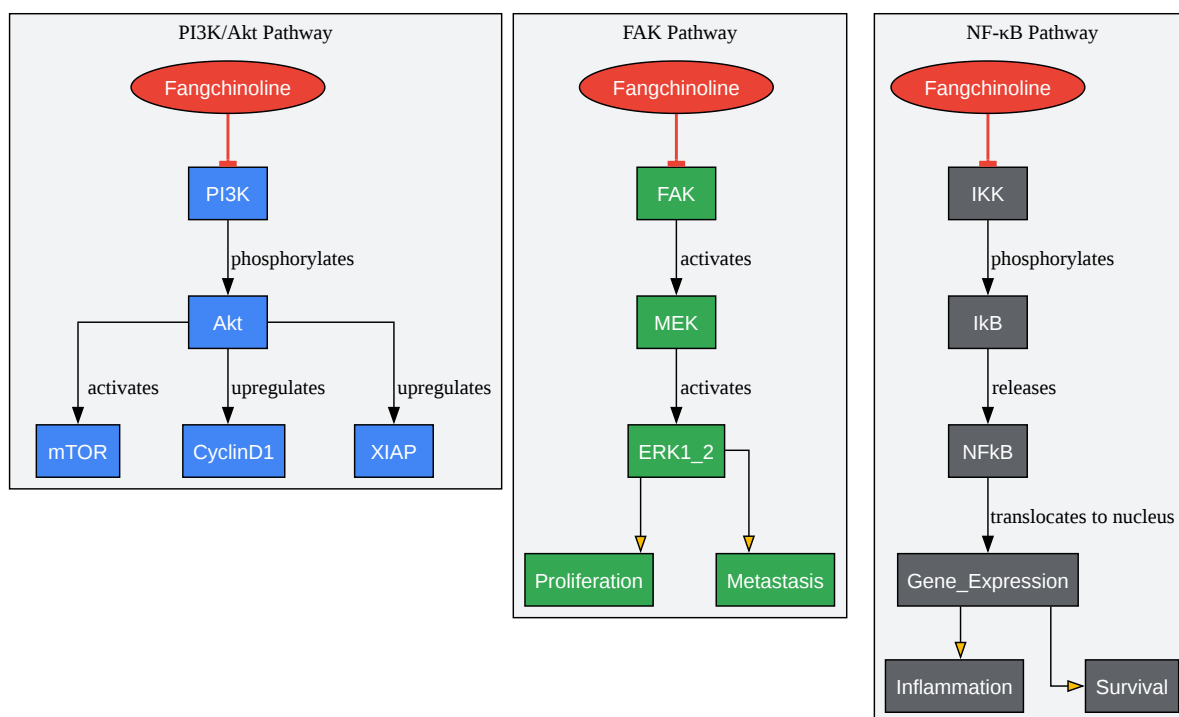 PI3K/Akt Pathway
Fangchinoline
PI3K
phosphorylates
Akt
activates
upregulates
upregulates
mTOR
CyclinD1
XIAP
FAK Pathway
Fangchinoline
FAK
activates
MEK
activates
ERK1_2
Proliferation
Metastasis
NF-κB Pathway
Fangchinoline
IKK
phosphorylates
IkB
releases
NFkB
translocates to nucleus
Gene_Expression
Inflammation
Survival